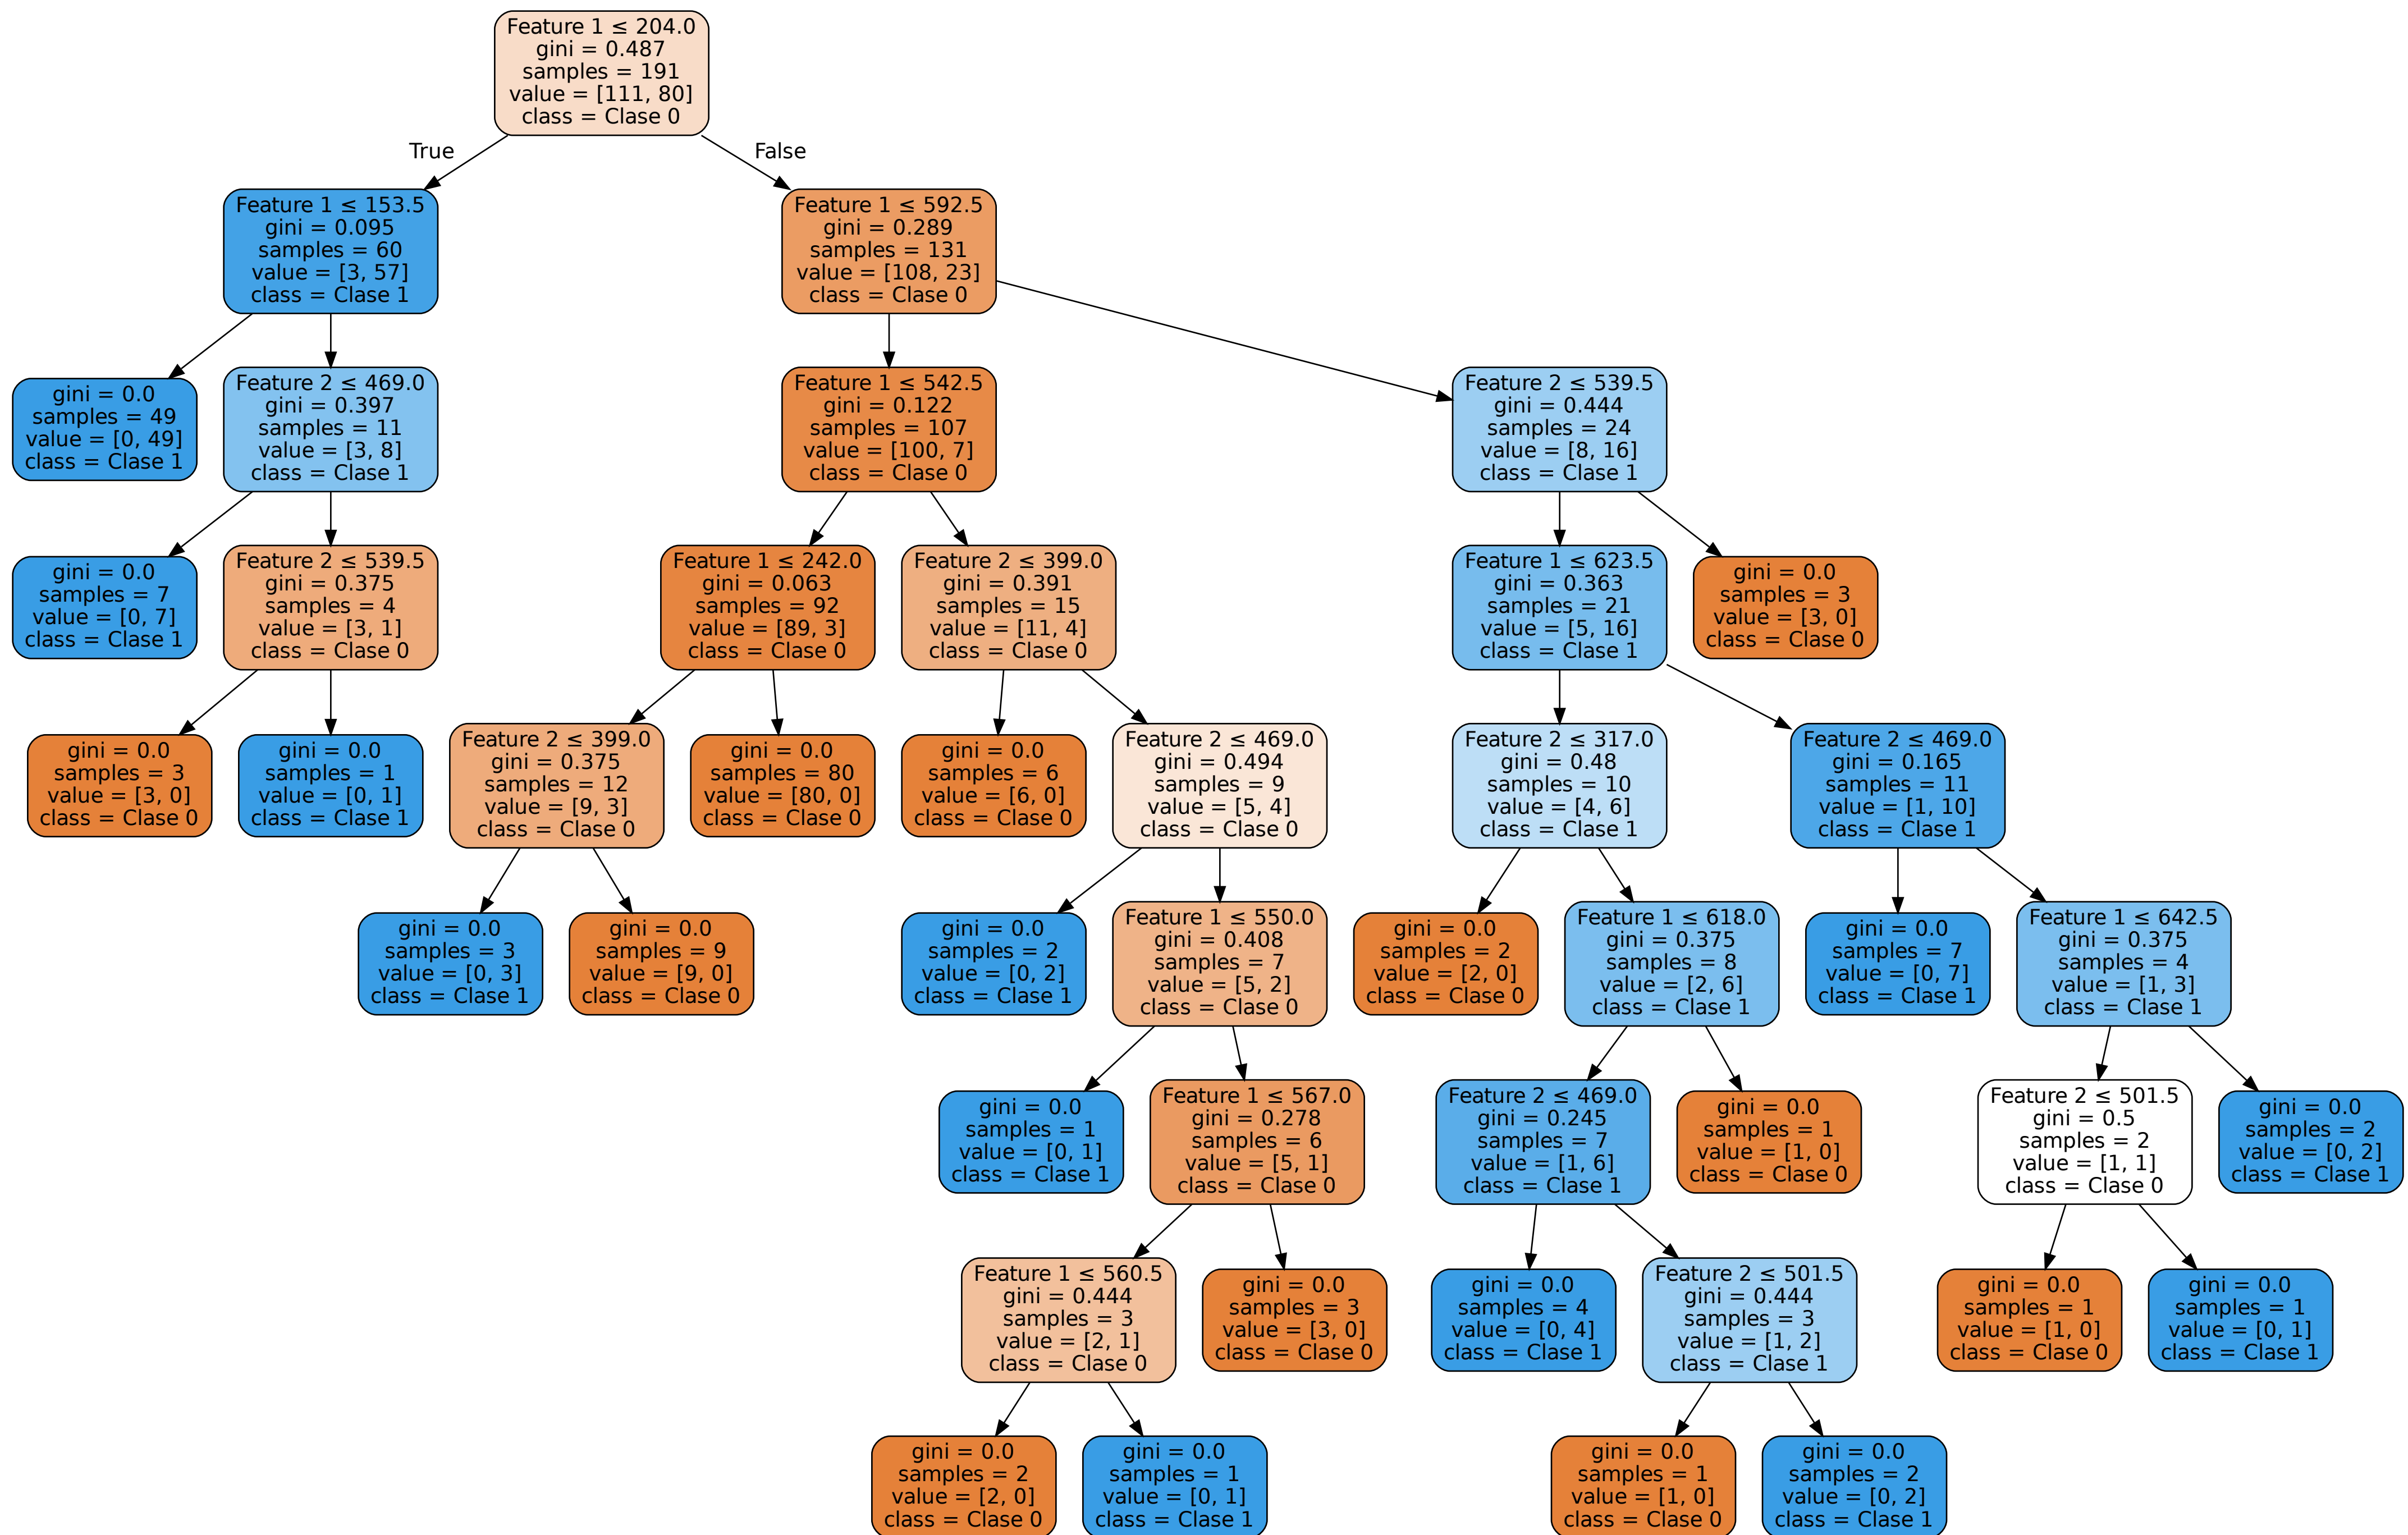 Feature 1 ≤ 204.0
gini = 0.487
samples = 191
value = [111, 80]
class = Clase 0
True
False
Feature 1 ≤ 153.5
gini = 0.095
samples = 60
value = [3, 57]
class = Clase 1
Feature 1 ≤ 592.5
gini = 0.289
samples = 131
value = [108, 23]
class = Clase 0
gini = 0.0
samples = 49
value = [0, 49]
class = Clase 1
Feature 2 ≤ 469.0
gini = 0.397
samples = 11
value = [3, 8]
class = Clase 1
Feature 1 ≤ 542.5
gini = 0.122
samples = 107
value = [100, 7]
class = Clase 0
Feature 2 ≤ 539.5
gini = 0.444
samples = 24
value = [8, 16]
class = Clase 1
gini = 0.0
samples = 7
value = [0, 7]
class = Clase 1
Feature 2 ≤ 539.5
gini = 0.375
samples = 4
value = [3, 1]
class = Clase 0
Feature 1 ≤ 242.0
gini = 0.063
samples = 92
value = [89, 3]
class = Clase 0
Feature 2 ≤ 399.0
gini = 0.391
samples = 15
value = [11, 4]
class = Clase 0
Feature 1 ≤ 623.5
gini = 0.363
samples = 21
value = [5, 16]
class = Clase 1
gini = 0.0
samples = 3
value = [3, 0]
class = Clase 0
gini = 0.0
samples = 3
value = [3, 0]
class = Clase 0
gini = 0.0
samples = 1
value = [0, 1]
class = Clase 1
Feature 2 ≤ 399.0
gini = 0.375
samples = 12
value = [9, 3]
class = Clase 0
gini = 0.0
samples = 80
value = [80, 0]
class = Clase 0
gini = 0.0
samples = 6
value = [6, 0]
class = Clase 0
Feature 2 ≤ 469.0
gini = 0.494
samples = 9
value = [5, 4]
class = Clase 0
Feature 2 ≤ 317.0
gini = 0.48
samples = 10
value = [4, 6]
class = Clase 1
Feature 2 ≤ 469.0
gini = 0.165
samples = 11
value = [1, 10]
class = Clase 1
gini = 0.0
samples = 3
value = [0, 3]
class = Clase 1
gini = 0.0
samples = 9
value = [9, 0]
class = Clase 0
gini = 0.0
samples = 2
value = [0, 2]
class = Clase 1
Feature 1 ≤ 550.0
gini = 0.408
samples = 7
value = [5, 2]
class = Clase 0
gini = 0.0
samples = 2
value = [2, 0]
class = Clase 0
Feature 1 ≤ 618.0
gini = 0.375
samples = 8
value = [2, 6]
class = Clase 1
gini = 0.0
samples = 7
value = [0, 7]
class = Clase 1
Feature 1 ≤ 642.5
gini = 0.375
samples = 4
value = [1, 3]
class = Clase 1
gini = 0.0
samples = 1
value = [0, 1]
class = Clase 1
Feature 1 ≤ 567.0
gini = 0.278
samples = 6
value = [5, 1]
class = Clase 0
Feature 2 ≤ 469.0
gini = 0.245
samples = 7
value = [1, 6]
class = Clase 1
gini = 0.0
samples = 1
value = [1, 0]
class = Clase 0
Feature 2 ≤ 501.5
gini = 0.5
samples = 2
value = [1, 1]
class = Clase 0
gini = 0.0
samples = 2
value = [0, 2]
class = Clase 1
Feature 1 ≤ 560.5
gini = 0.444
samples = 3
value = [2, 1]
class = Clase 0
gini = 0.0
samples = 3
value = [3, 0]
class = Clase 0
gini = 0.0
samples = 4
value = [0, 4]
class = Clase 1
Feature 2 ≤ 501.5
gini = 0.444
samples = 3
value = [1, 2]
class = Clase 1
gini = 0.0
samples = 1
value = [1, 0]
class = Clase 0
gini = 0.0
samples = 1
value = [0, 1]
class = Clase 1
gini = 0.0
samples = 2
value = [2, 0]
class = Clase 0
gini = 0.0
samples = 1
value = [0, 1]
class = Clase 1
gini = 0.0
samples = 1
value = [1, 0]
class = Clase 0
gini = 0.0
samples = 2
value = [0, 2]
class = Clase 1